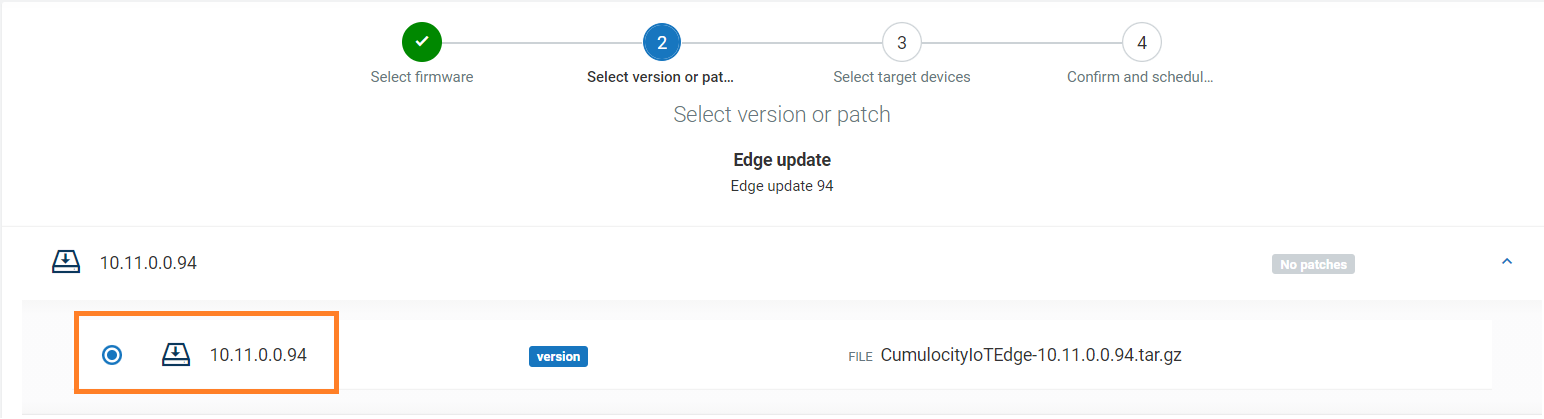 2
3
4
Select firmware
Select version or pat...
Select target devices
Confirm and schedul...
Select version or patch
Edge update
Edge update 94
10.11.0.0.94
No patches
10.11.0.0.94
version
FILE CumulocityIoTEdge-10.11.0.0.94.tar.gz